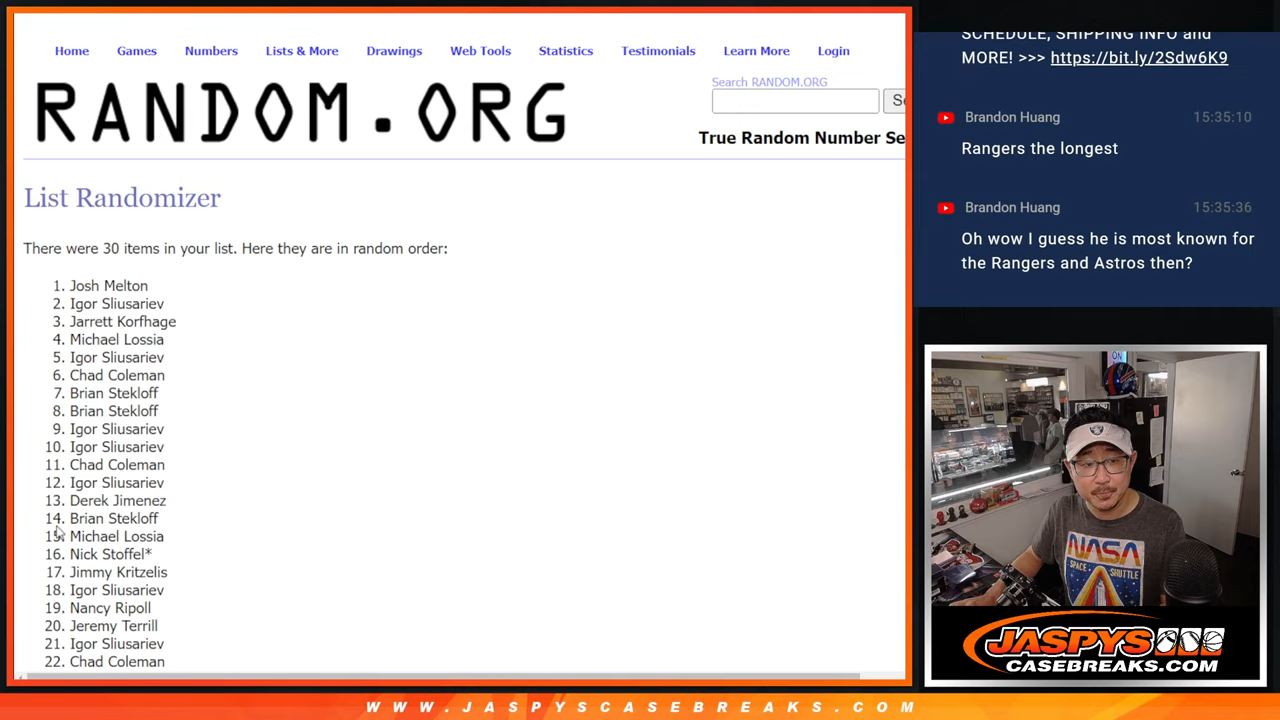 Home Games Numbers Lists & More Drawings Web Tools Statistics Testimonials Learn More Login
Search RANDOM.ORG
RANDOM.ORG
True Random Number Se
List Randomizer
There were 30 items in your list. Here they are in random order:
1. Josh Melton
2. Igor Sliusariev
3. Jarrett Korfhage
4. Michael Lossia
5. Igor Sliusariev
6. Chad Coleman
7. Brian Stekloff
8. Brian Stekloff
9. Igor Sliusariev
10. Igor Sliusariev
11. Chad Coleman
12. Igor Sliusariev
13. Derek Jimenez
14. Brian Stekloff
15. Michael Lossia
16. Nick Stoffel*
17. Jimmy Kritzelis
18. Igor Sliusariev
19. Nancy Ripoll
20. Jeremy Terrill
21. Igor Sliusariev
22. Chad Coleman
SCHEDULE, SHIPPING INFO and
MORE! >>> https://bit.ly/2Sdw6K9
Brandon Huang 15:35:10
Rangers the longest
Brandon Huang 15:35:36
Oh wow I guess he is most known for
the Rangers and Astros then?
ON
NASA
SPACE SHUTTLE
JASPYS
CASEBREAKS.COM
WWW.JASPYSCASEBREAKS.COM